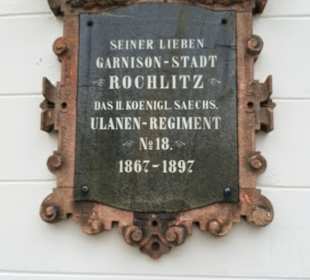 SEINER LIEBEN
GARNISON-STADT
ROCHLITZ
DAS II. KOENIGL. SAECHS.
ULANEN-REGIMENT
No 18.
1867-1897